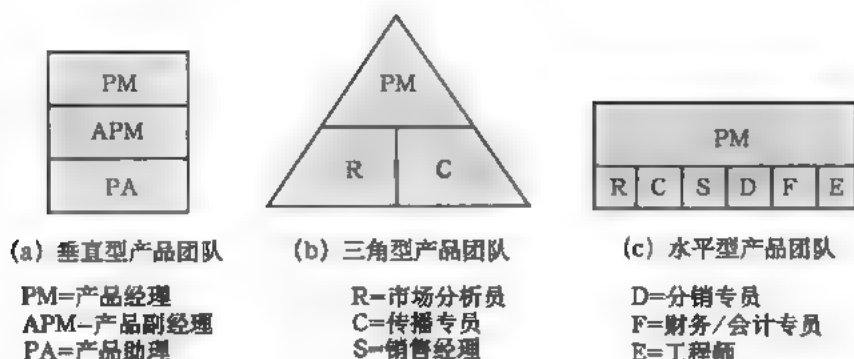 PM
APM
PA
PM
R C
PM
R C S D F E
(a) 垂直型产品团队
(b) 三角型产品团队
(c) 水平型产品团队
PM=产品经理
R=市场分析员
D=分销专员
APM=产品副经理
C=传播专员
F=财务/会计专员
PA=产品助理
S=销售经理
E=工程师